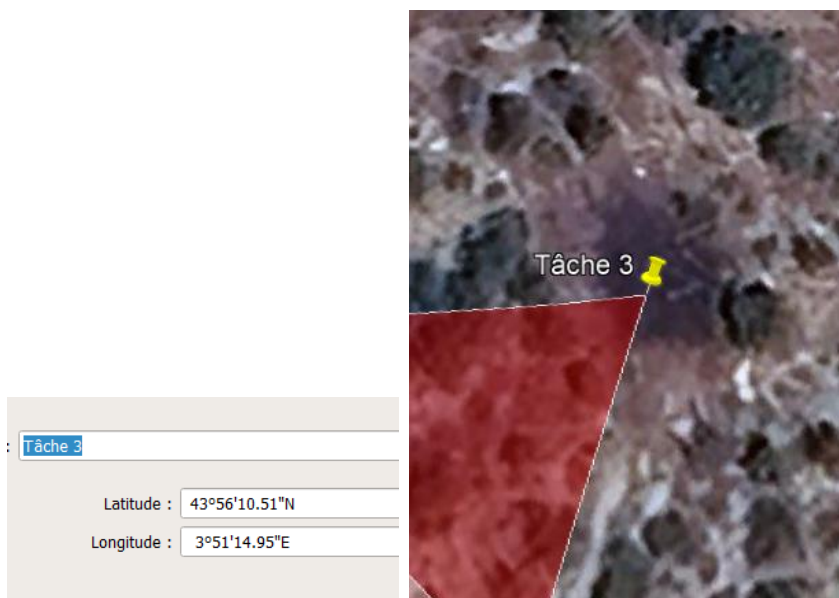 Tâche 3
: Tâche 3
Latitude : 43°56'10.51"N
Longitude : 3°51'14.95"E